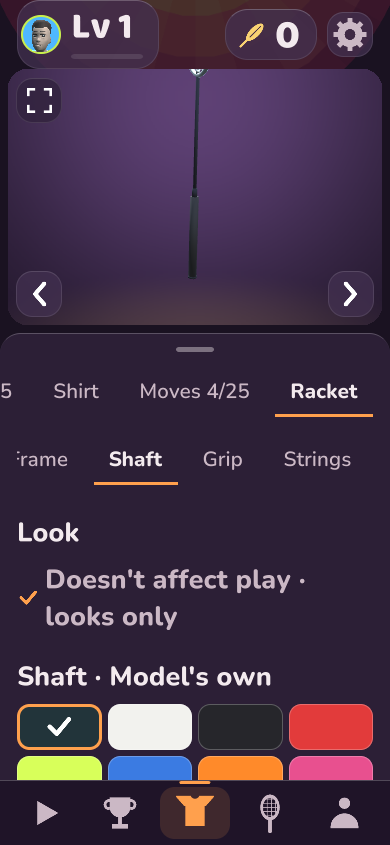 Lv 1
0
5
Shirt
Moves 4/25
Racket
Frame
Shaft
Grip
Strings
Look
Doesn't affect play ·
looks only
Shaft · Model's own